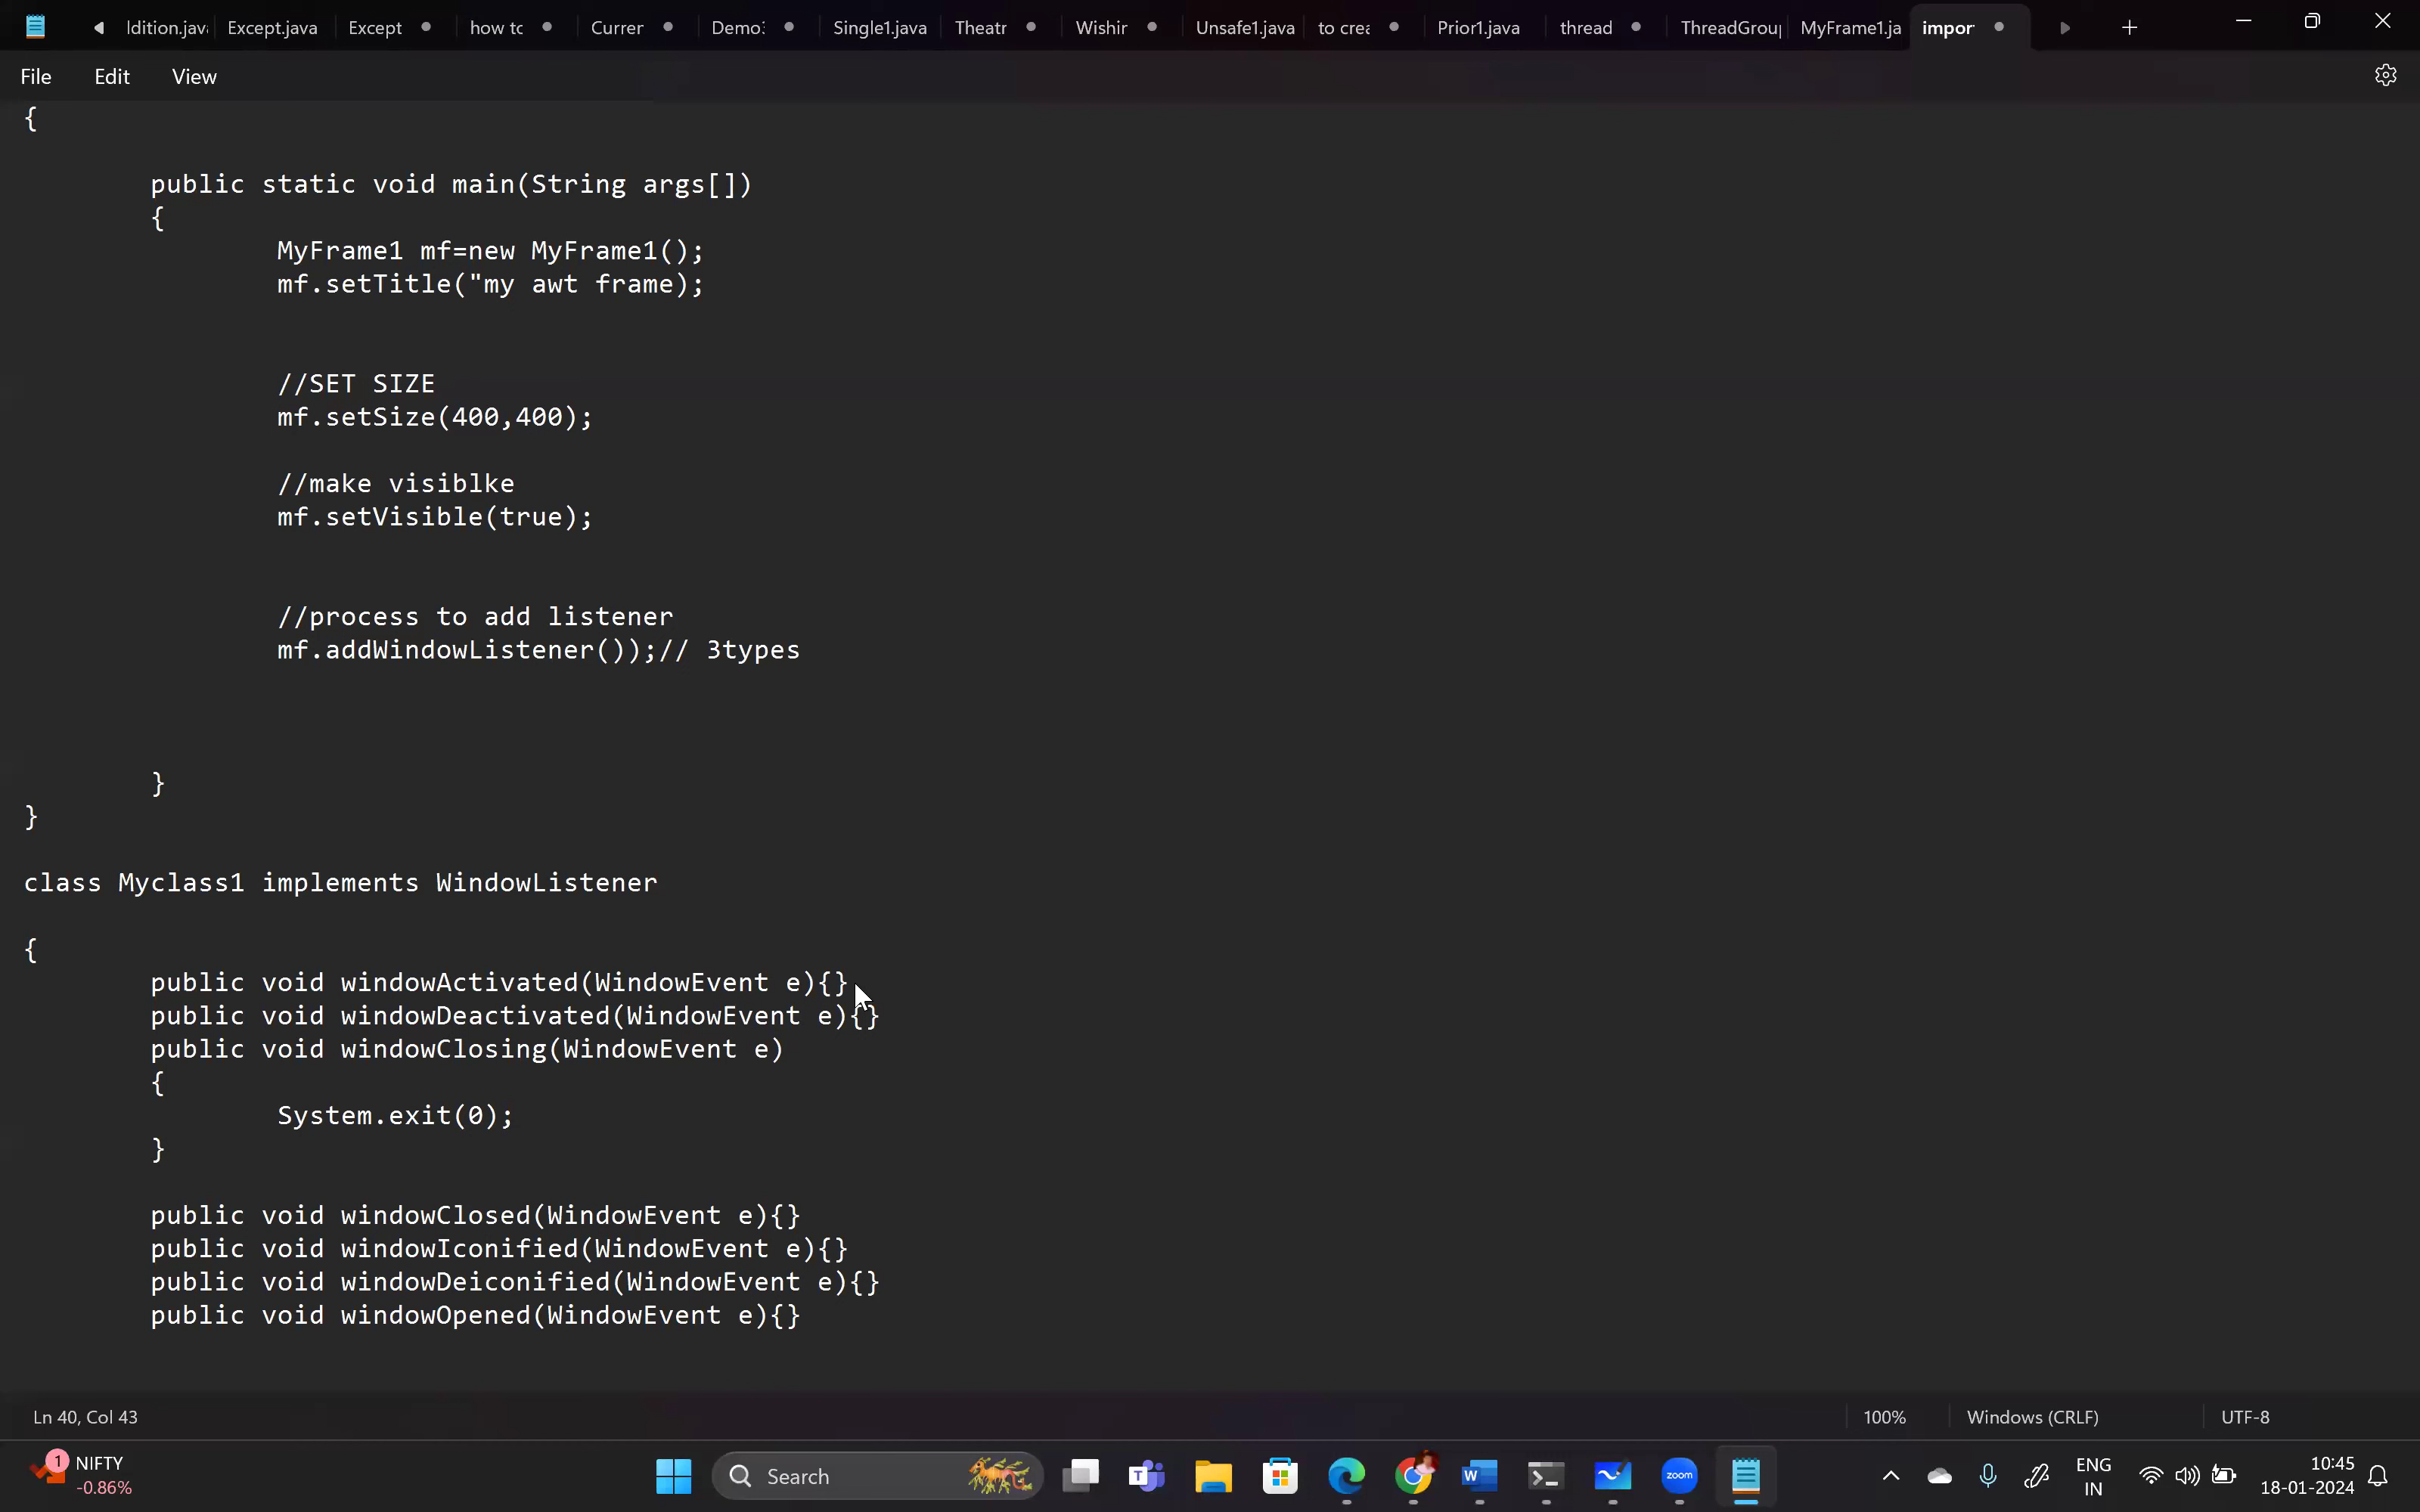 ldition.java Except.java Except how to Currer Demo: Single1.java Theatr Wishir Unsafe1.java to crea Prior1.java thread ThreadGrou MyFrame1.ja impor
File Edit View
{
public static void main(String args[])
{
MyFrame1 mf=new MyFrame1();
mf.setTitle("my awt frame);
//SET SIZE
mf.setSize(400,400);
//make visiblke
mf.setVisible(true);
//process to add listener
mf.addWindowListener());// 3types
}
}
class Myclass1 implements WindowListener
{
public void windowActivated(WindowEvent e){}
public void windowDeactivated(WindowEvent e){}
public void windowClosing(WindowEvent e)
{
System.exit(0);
}
public void windowClosed(WindowEvent e){}
public void windowIconified(WindowEvent e){}
public void windowDeiconified(WindowEvent e){}
public void windowOpened(WindowEvent e){}
Ln 40, Col 43 100% Windows (CRLF) UTF-8
1 NIFTY
-0.86%
Search
zoom
ENG
IN
10:45
18-01-2024